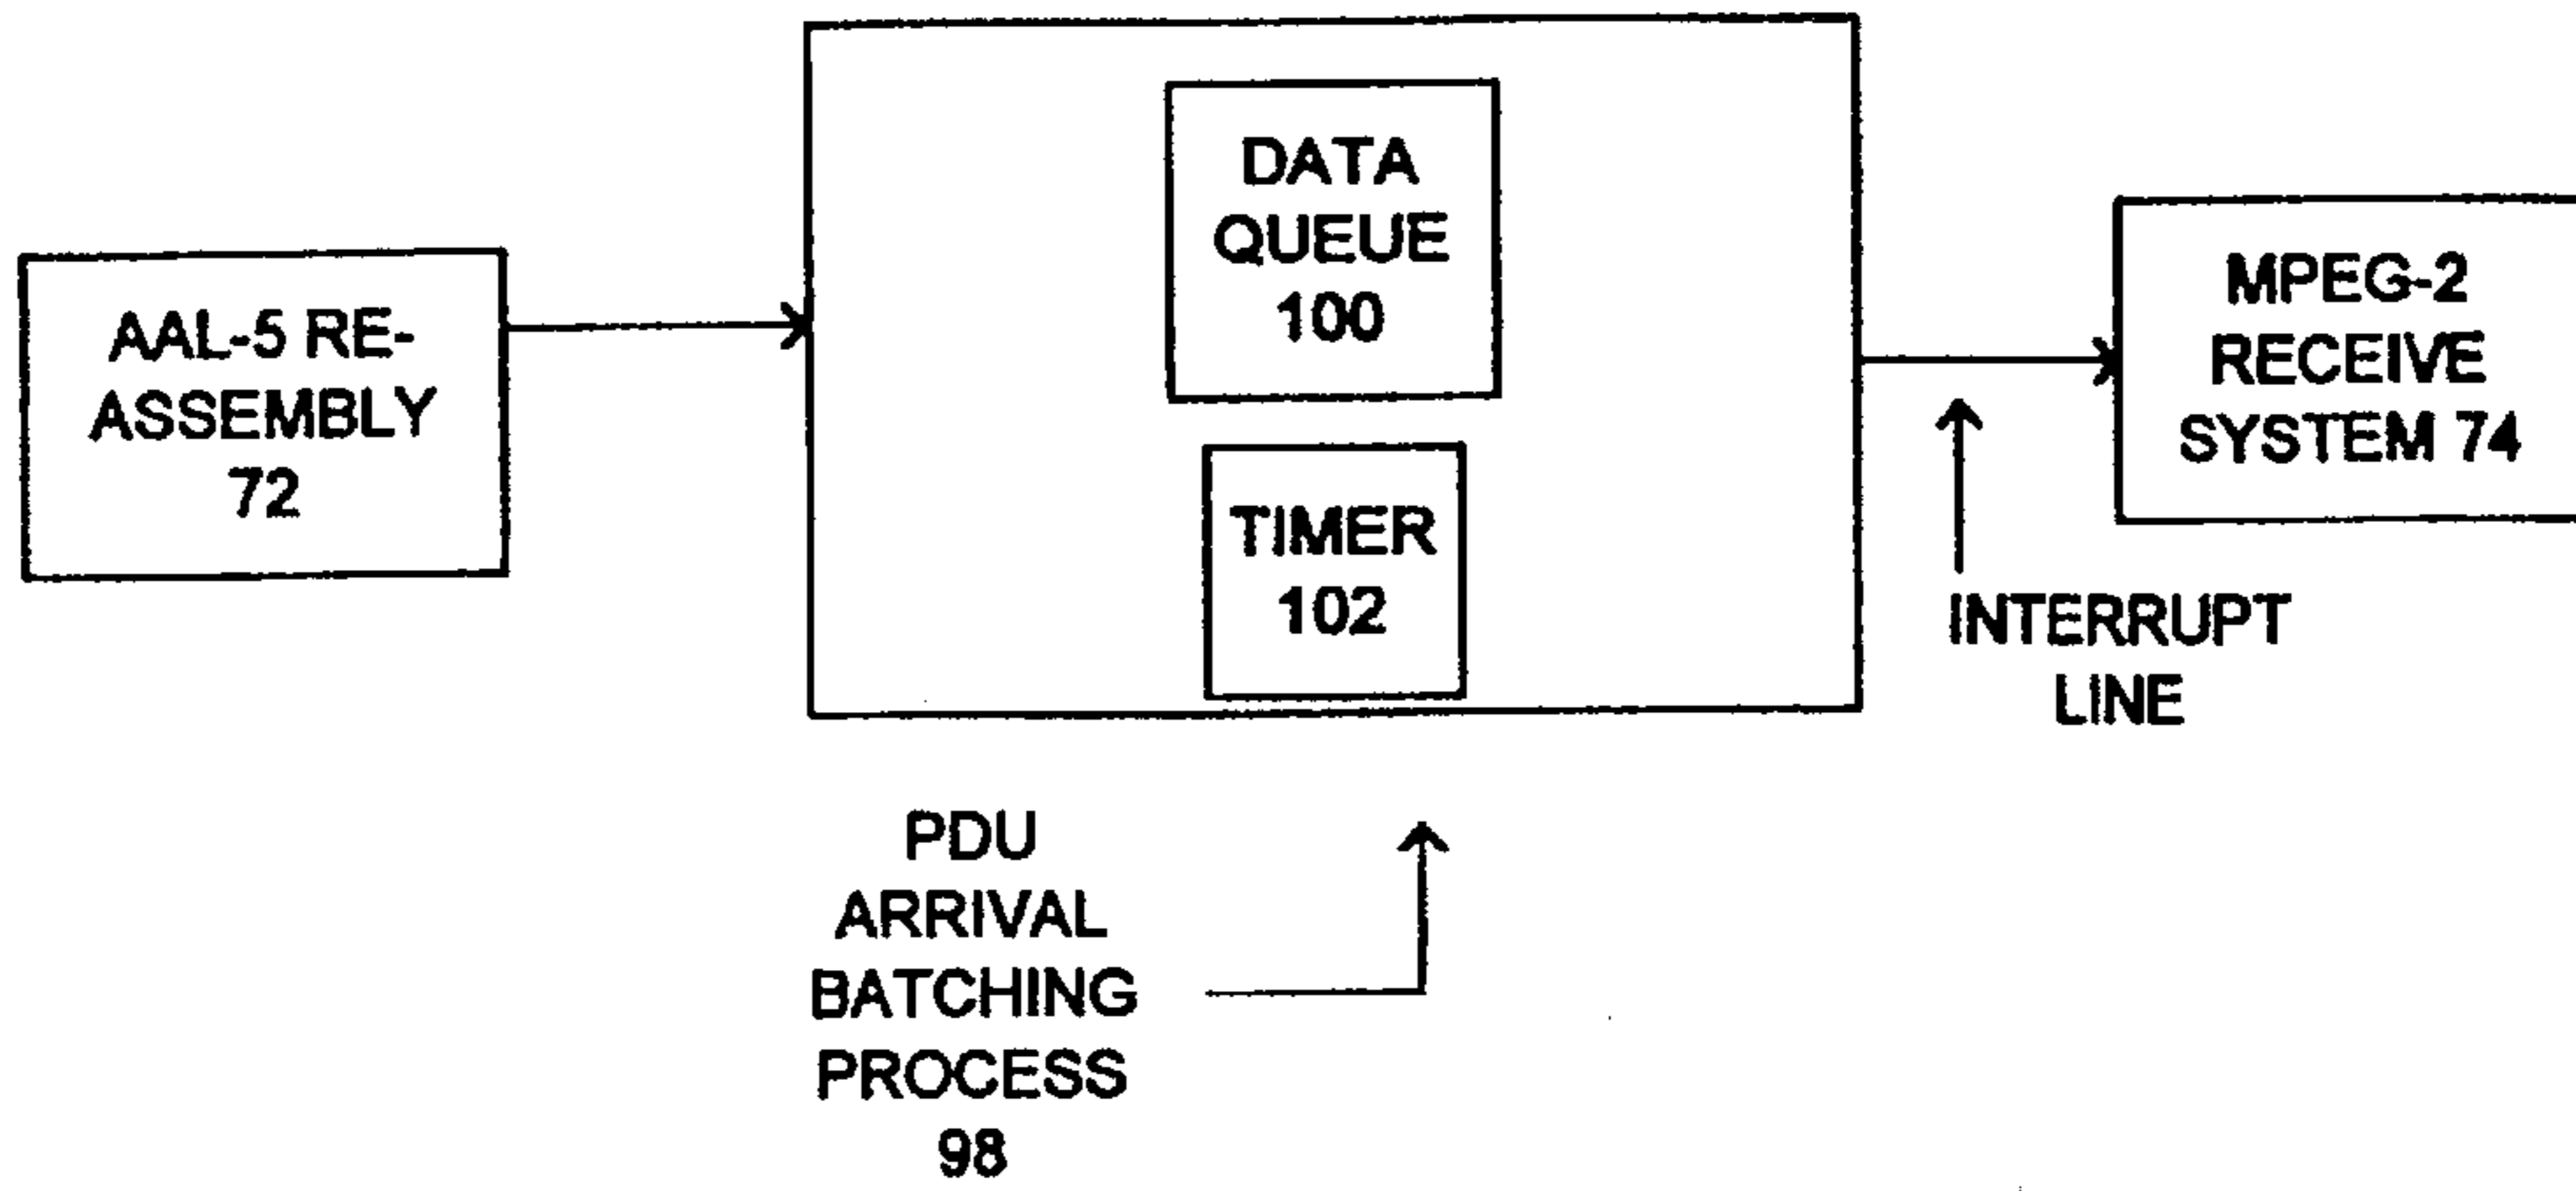 AAL-5 RE-
ASSEMBLY
72
DATA
QUEUE
100
TIMER
102
MPEG-2
RECEIVE
SYSTEM 74
INTERRUPT
LINE
PDU
ARRIVAL
BATCHING
PROCESS
98